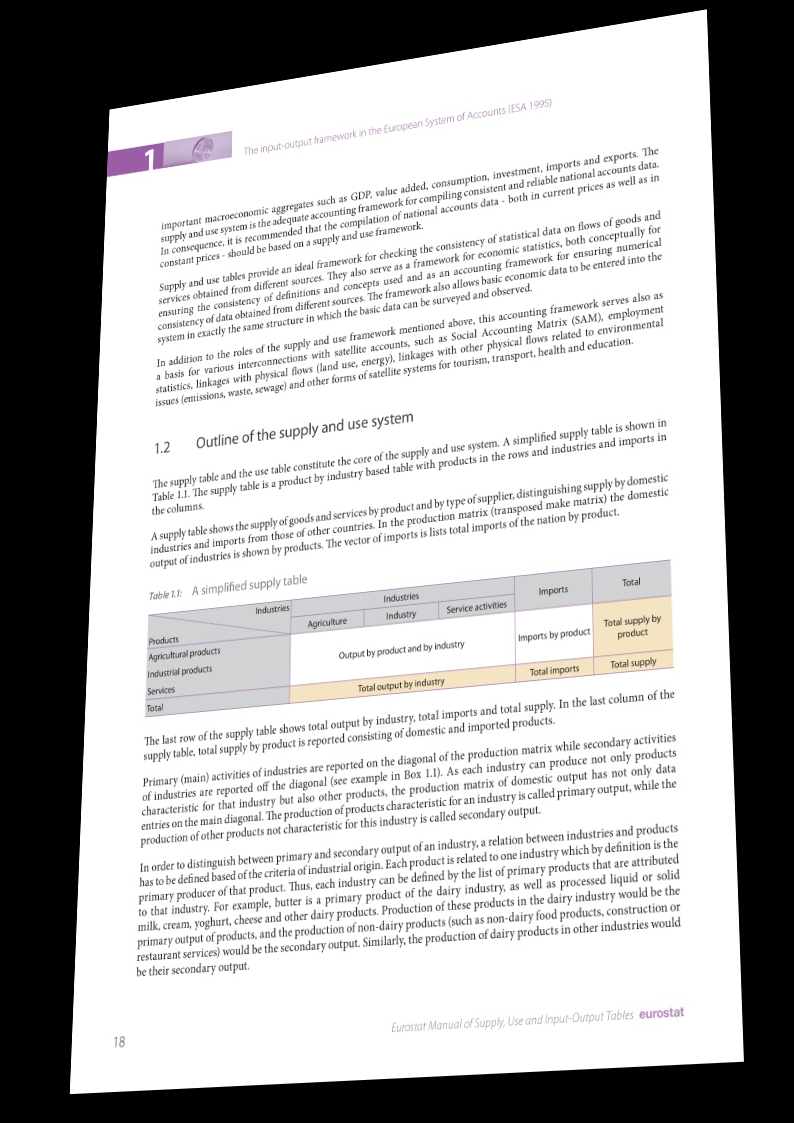 1
The input-output framework in the European System of Accounts (ESA 1995)
important macroeconomic aggregates such as GDP, value added, consumption, investment, imports and exports. The
supply and use system is the adequate accounting framework for compiling consistent and reliable national accounts data.
In consequence, it is recommended that the compilation of national accounts data - both in current prices as well as in
constant prices - should be based on a supply and use framework.
Supply and use tables provide an ideal framework for checking the consistency of statistical data on flows of goods and
services obtained from different sources. They also serve as a framework for economic statistics, both conceptually for
ensuring the consistency of definitions and concepts used and as an accounting framework for ensuring numerical
consistency of data obtained from different sources. The framework also allows basic economic data to be entered into the
system in exactly the same structure in which the basic data can be surveyed and observed.
In addition to the roles of the supply and use framework mentioned above, this accounting framework serves also as
a basis for various interconnections with satellite accounts, such as Social Accounting Matrix (SAM), employment
statistics, linkages with physical flows (land use, energy), linkages with other physical flows related to environmental
issues (emissions, waste, sewage) and other forms of satellite systems for tourism, transport, health and education.
1.2 Outline of the supply and use system
The supply table and the use table constitute the core of the supply and use system. A simplified supply table is shown in
Table 1.1. The supply table is a product by industry based table with products in the rows and industries and imports in
the columns.
A supply table shows the supply of goods and services by product and by type of supplier, distinguishing supply by domestic
industries and imports from those of other countries. In the production matrix (transposed make matrix) the domestic
output of industries is shown by products. The vector of imports is lists total imports of the nation by product.
Table 1.1: A simplified supply table
Industries Industries Imports Total
Agriculture Industry Service activities
Products
Agricultural products
Industrial products
Services
Output by product and by industry Imports by product Total supply by
product
Total Total output by industry Total imports Total supply
The last row of the supply table shows total output by industry, total imports and total supply. In the last column of the
supply table, total supply by product is reported consisting of domestic and imported products.
Primary (main) activities of industries are reported on the diagonal of the production matrix while secondary activities
of industries are reported off the diagonal (see example in Box 1.1). As each industry can produce not only products
characteristic for that industry but also other products, the production matrix of domestic output has not only data
entries on the main diagonal. The production of products characteristic for an industry is called primary output, while the
production of other products not characteristic for this industry is called secondary output.
In order to distinguish between primary and secondary output of an industry, a relation between industries and products
has to be defined based of the criteria of industrial origin. Each product is related to one industry which by definition is the
primary producer of that product. Thus, each industry can be defined by the list of primary products that are attributed
to that industry. For example, butter is a primary product of the dairy industry, as well as processed liquid or solid
milk, cream, yoghurt, cheese and other dairy products. Production of these products in the dairy industry would be the
primary output of products, and the production of non-dairy products (such as non-dairy food products, construction or
restaurant services) would be the secondary output. Similarly, the production of dairy products in other industries would
be their secondary output.
18
Eurostat Manual of Supply, Use and Input-Output Tables eurostat